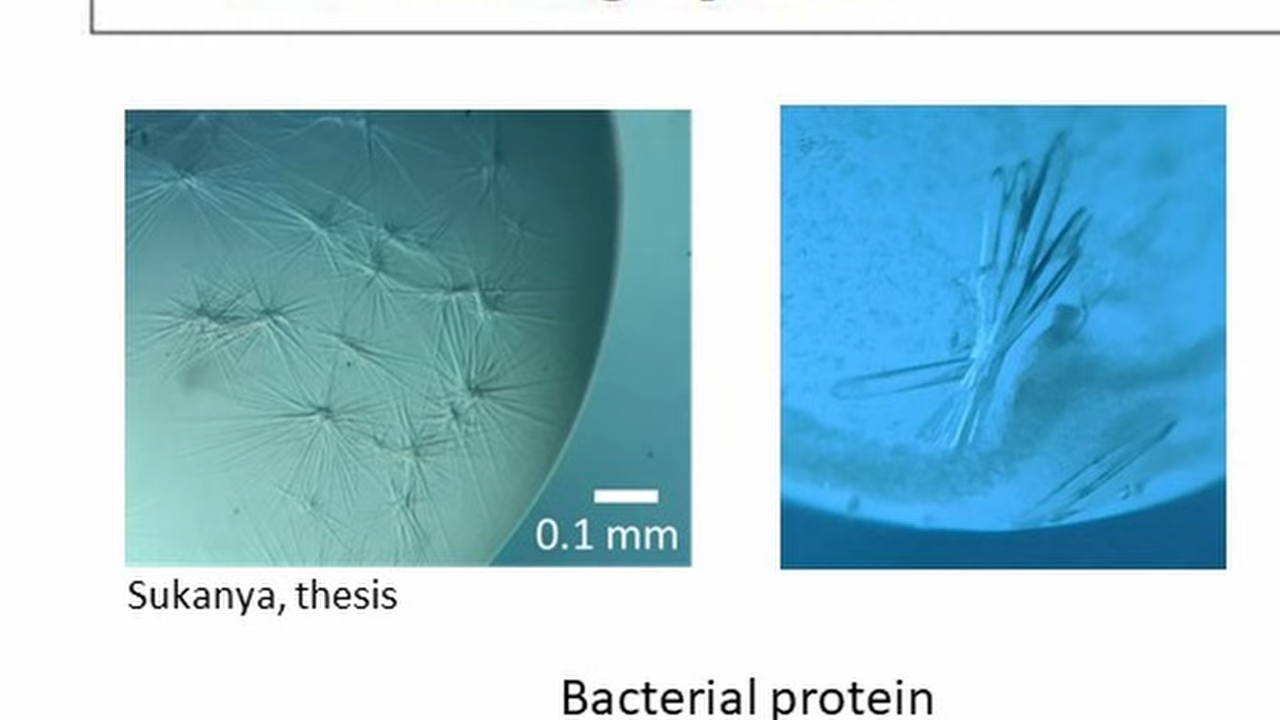 0.1 mm
Sukanya, thesis
Bacterial protein